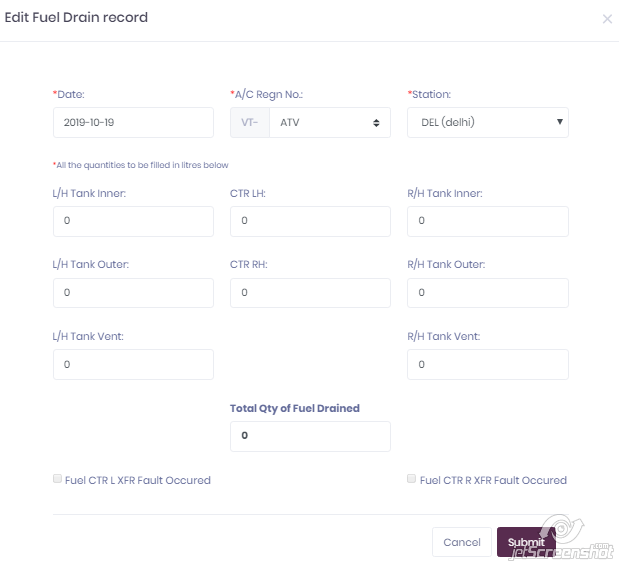 Edit Fuel Drain record ×
*Date: *A/C Regn No.: *Station:
2019-10-19 VT- ATV DEL (delhi)
*All the quantities to be filled in litres below
L/H Tank Inner: CTR LH: R/H Tank Inner:
0 0 0
L/H Tank Outer: CTR RH: R/H Tank Outer:
0 0 0
L/H Tank Vent: R/H Tank Vent:
0 0
Total Qty of Fuel Drained
0
Fuel CTR L XFR Fault Occured Fuel CTR R XFR Fault Occured
Cancel Submit
jetScreenshot.com